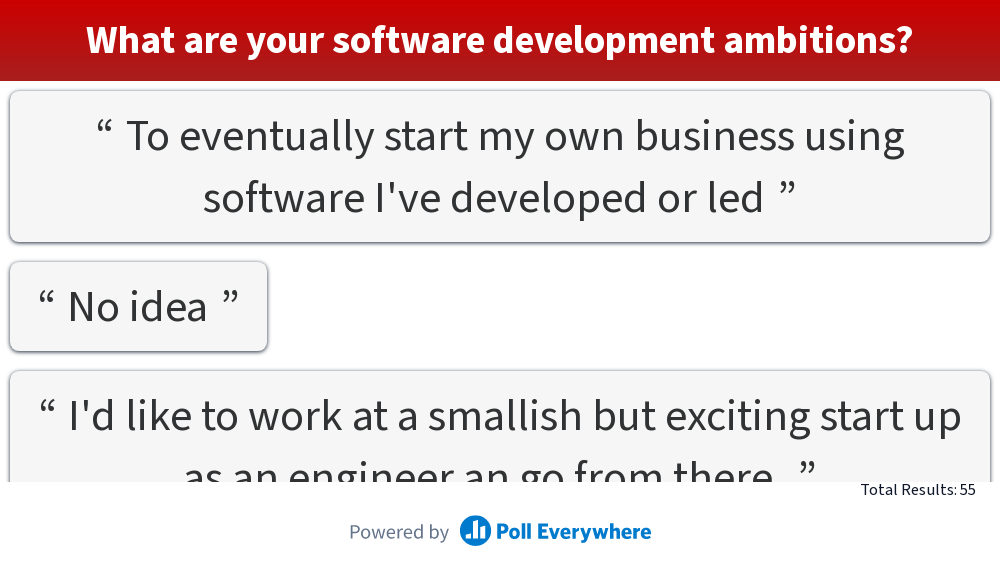 What are your software development ambitions?
“ To eventually start my own business using
software I've developed or led ”
“ No idea ”
“ I'd like to work at a smallish but exciting start up
as an engineer an go from there. ”
Total Results: 55
Powered by Poll Everywhere